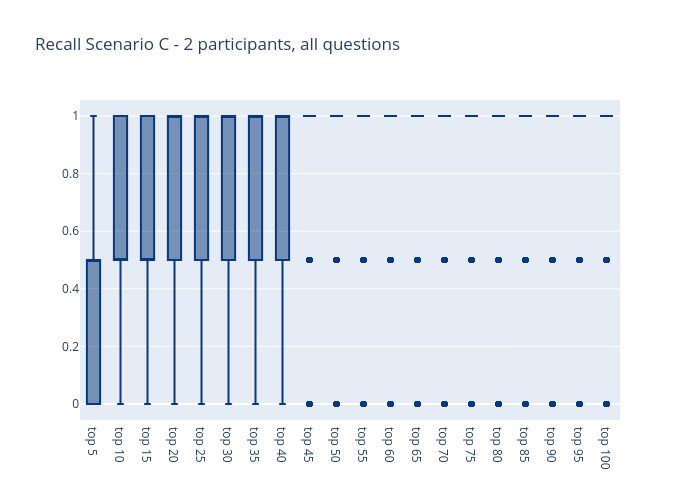 Recall Scenario C - 2 participants, all questions
1
0.8
0.6
0.4
0.2
0
top 5
top 10
top 15
top 20
top 25
top 30
top 35
top 40
top 45
top 50
top 55
top 60
top 65
top 70
top 75
top 80
top 85
top 90
top 95
top 100